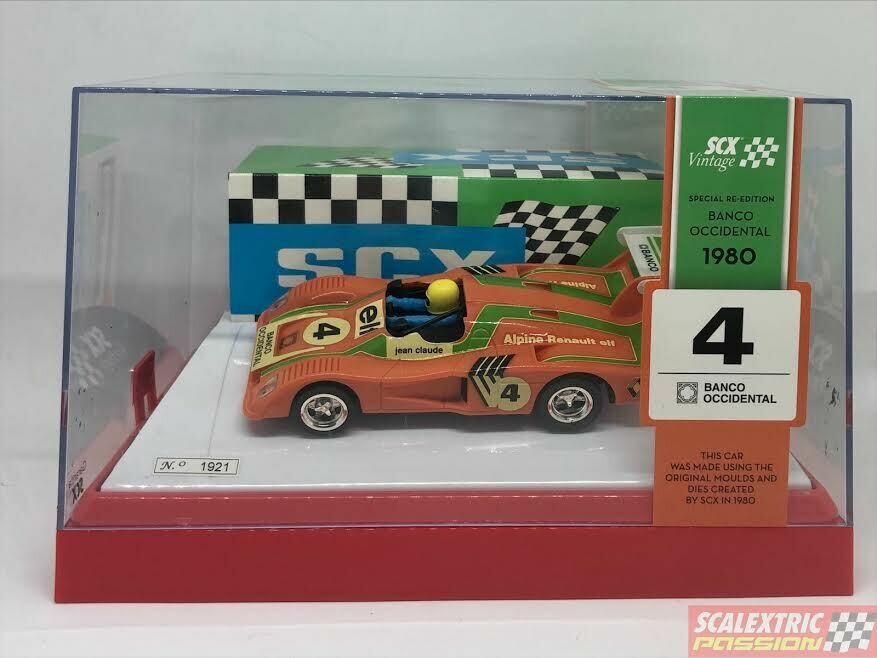 SCX
Vintage
SPECIAL RE-EDITION
BANCO
OCCIDENTAL
1980
4
BANCO
OCCIDENTAL
THIS CAR
WAS MADE USING THE
ORIGINAL MOULDS AND
DIES CREATED
BY SCX IN 1980
SCX
BANCO
Alpine
4
elf
BANCO
OCCIDENTAL
jean claude
Alpine Renault elf
4
N.º 1921
SCALEXTRIC
PASSION